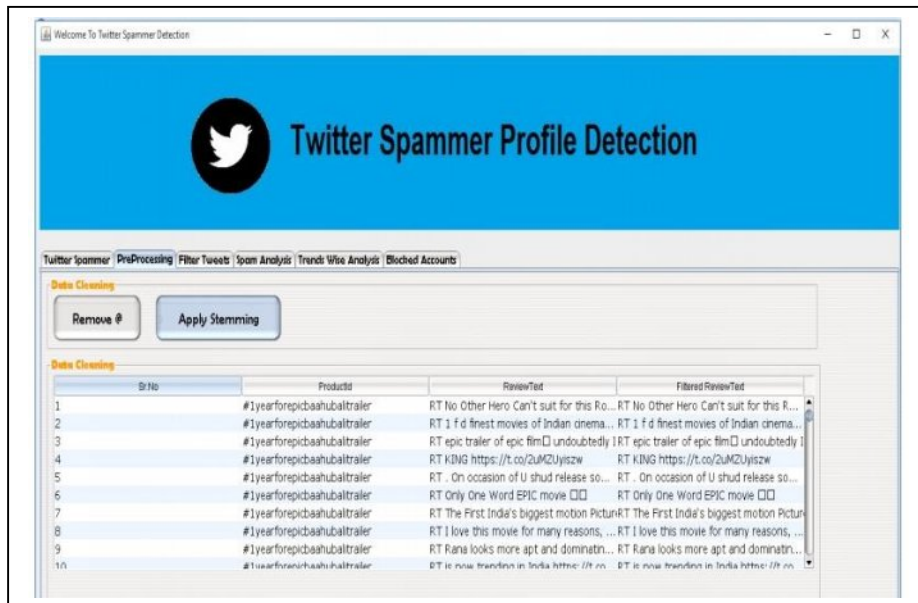 Welcome To Twitter Spammer Detection
Twitter Spammer Profile Detection
Twitter Spammer PreProcessing Filter Tweets Spam Analysis Trends Wise Analysis Blocked Accounts
Data Cleaning
Remove @ Apply Stemming
Data Cleaning
Sr.No ProductId ReviewText Filtered ReviewText
1 #1yearforepicbaahubalitrailer RT No Other Hero Can't suit for this Ro... RT No Other Hero Can't suit for this R...
2 #1yearforepicbaahubalitrailer RT 1 f d finest movies of Indian cinema... RT 1 f d finest movies of Indian cinema...
3 #1yearforepicbaahubalitrailer RT epic trailer of epic film□ undoubtedly I RT epic trailer of epic film□ undoubtedly I
4 #1yearforepicbaahubalitrailer RT KING https://t.co/2uMZUyiszw RT KING https://t.co/2uMZUyiszw
5 #1yearforepicbaahubalitrailer RT . On occasion of U shud release so... RT . On occasion of U shud release so...
6 #1yearforepicbaahubalitrailer RT Only One Word EPIC movie □□ RT Only One Word EPIC movie □□
7 #1yearforepicbaahubalitrailer RT The First India's biggest motion Pictur RT The First India's biggest motion Pictur
8 #1yearforepicbaahubalitrailer RT I love this movie for many reasons, ... RT I love this movie for many reasons, ...
9 #1yearforepicbaahubalitrailer RT Rana looks more apt and dominatin... RT Rana looks more apt and dominatin...
10 #1yearforepicbaahubalitrailer RT is now trending in India https://t.co RT is now trending in India https://t.co